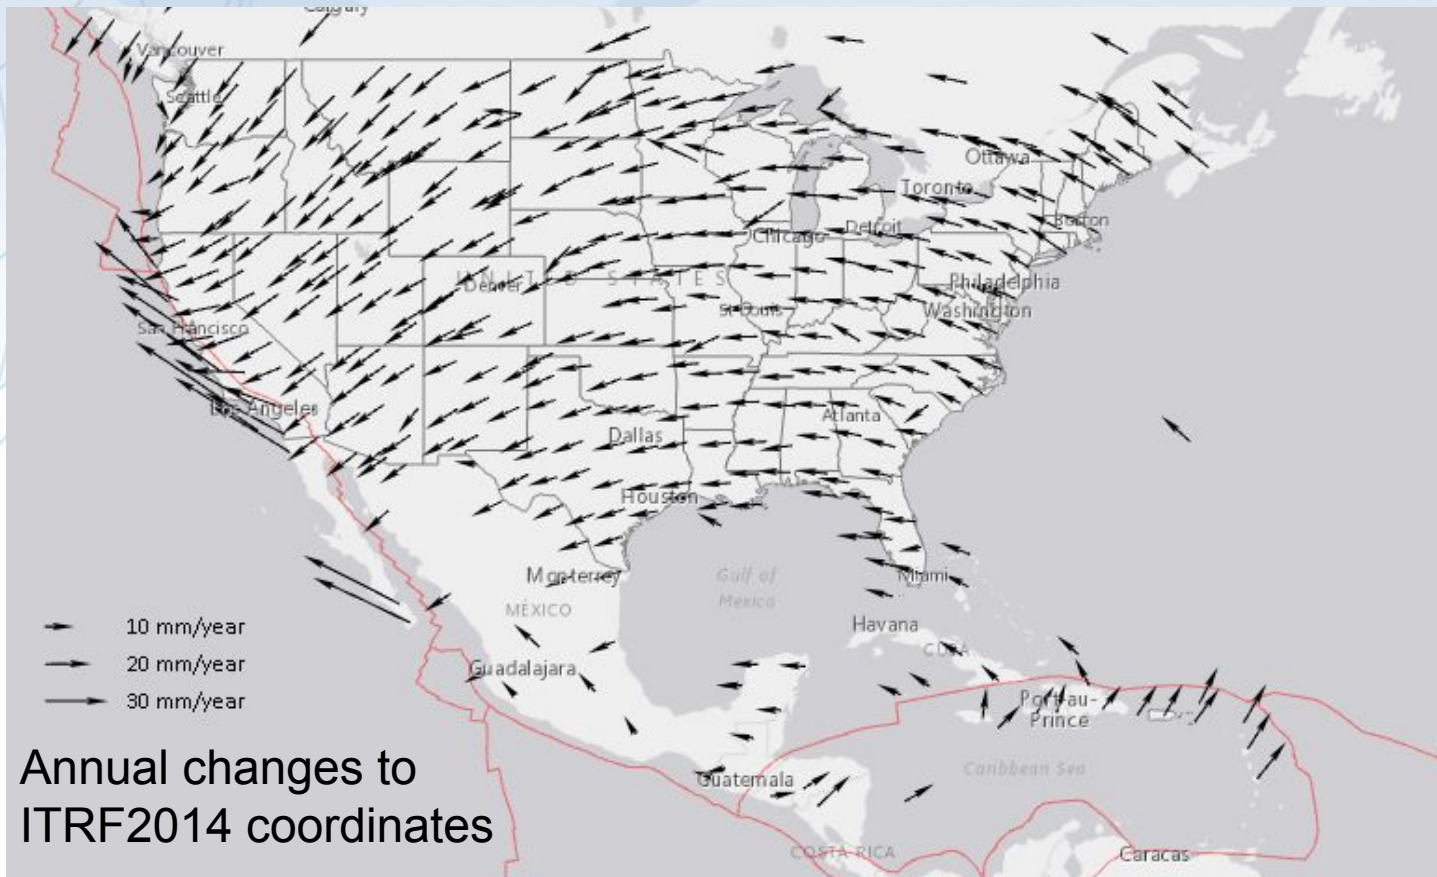 Calgary
Vancouver
Seattle
Ottawa
Toronto
Boston
Detroit
Chicago
UNITED STATES
Denver
Philadelphia
St Louis
Washington
San Francisco
Los Angeles
Atlanta
Dallas
Houston
Monterrey
Gulf of
Mexico
Miami
MÉXICO
Havana
CUBA
10 mm/year
20 mm/year
30 mm/year
Guadalajara
Port-au-
Prince
Guatemala
Caribbean Sea
Annual changes to
ITRF2014 coordinates
COSTA RICA
Caracas